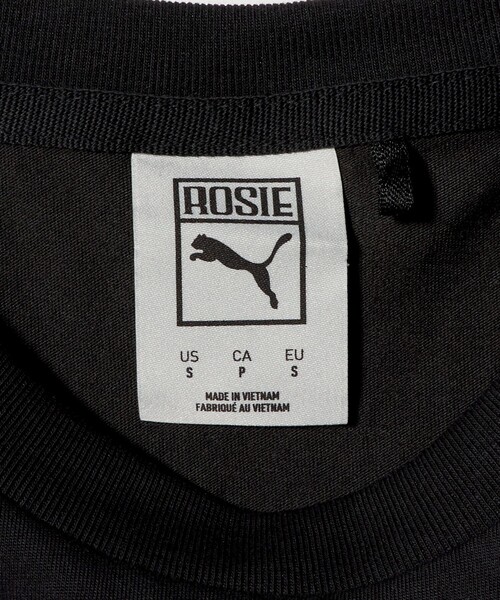 ROSIE
US CA EU
S P S
MADE IN VIETNAM
FABRIQUÉ AU VIETNAM